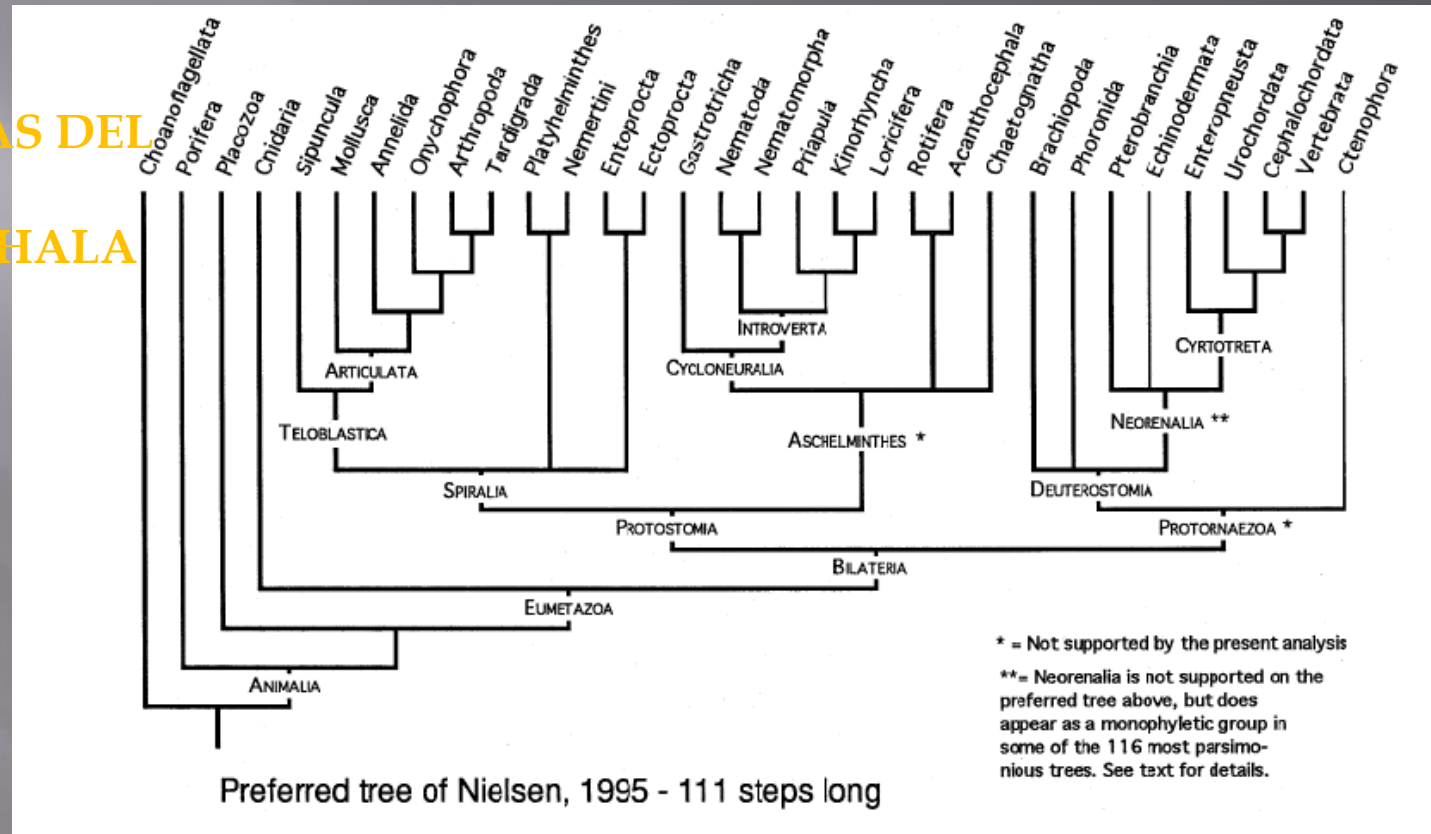 AS DEL
HALA
Choanoflagellata
Porifera
Placozoa
Cnidaria
Sipuncula
Mollusca
Annelida
Onychophora
Arthropoda
Tardigrada
Platyhelminthes
Nemertini
Entoprocta
Ectoprocta
Gastrotricha
Nematoda
Nematomorpha
Priapula
Kinorhyncha
Loricifera
Rotifera
Acanthocephala
Chaetognatha
Brachiopoda
Phoronida
Pterobranchia
Echinodermata
Enteropneusta
Urochordata
Cephalochordata
Vertebrata
Ctenophora
INTROVERTA
CYRTOTRETA
ARTICULATA
CYCLONEURALIA
NEORENALIA **
TELOBLASTICA
ASCHELMINTHES *
SPIRALIA
DEUTEROSTOMIA
PROTOSTOMIA
PROTORNAEZOA *
BILATERIA
EUMETAZOA
ANIMALIA
* = Not supported by the present analysis
**= Neorenalia is not supported on the
preferred tree above, but does
appear as a monophyletic group in
some of the 116 most parsimo-
nious trees. See text for details.
Preferred tree of Nielsen, 1995 - 111 steps long